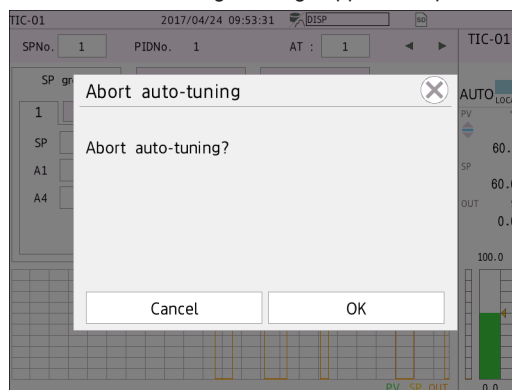 TIC-01 2017/04/24 09:53:31 DISP SD
SPNo. 1 PIDNo. 1 AT : 1 TIC-01
SP
Abort auto-tuning
AUTO
1
PV
Abort auto-tuning?
SP
60.
A1
SP
60.
A4
OUT
0.
100.0
Cancel OK
PV SP OUT 0.0